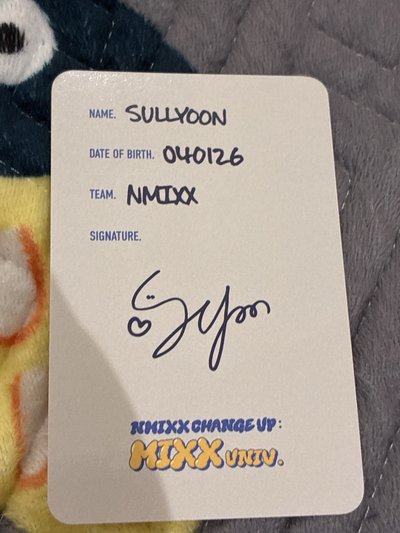 NAME. SULLYOON
DATE OF BIRTH. 040126
TEAM. NMIXX
SIGNATURE.
NMIXX CHANGE UP:
MIXX UNIV.